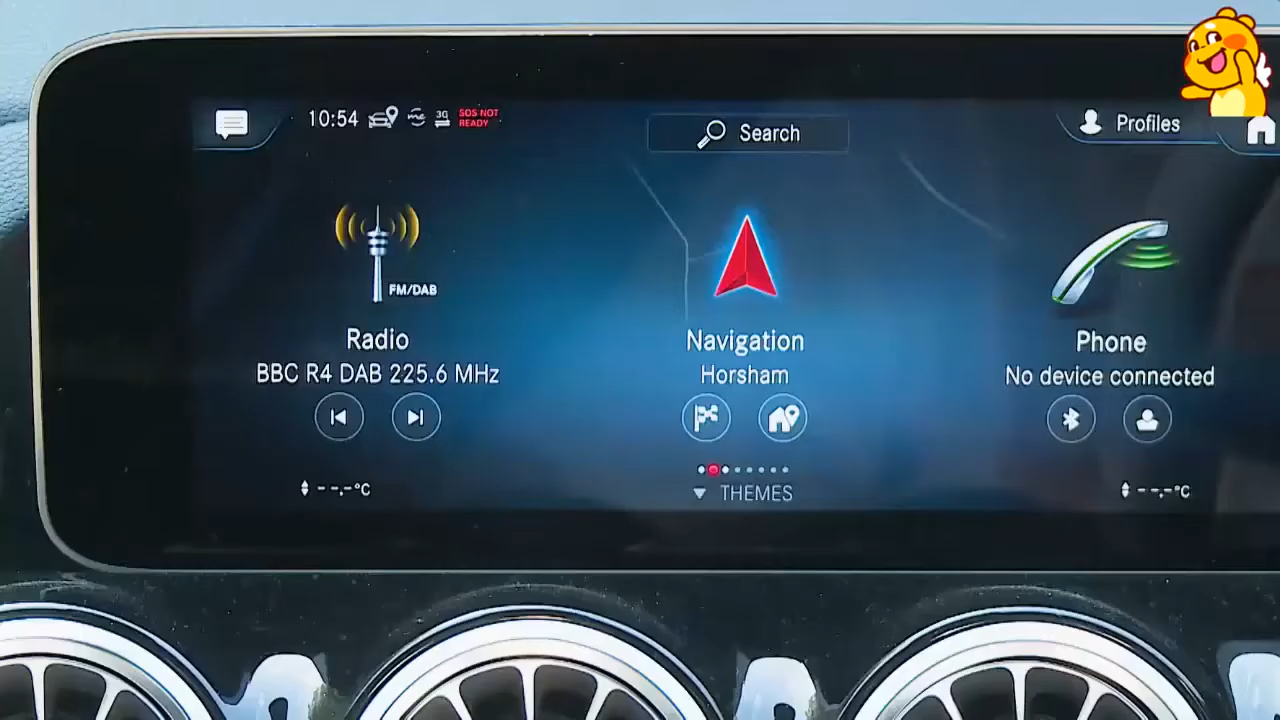 10:54
me
3G
SOS NOT
READY
Search
Profiles
FM/DAB
Radio
BBC R4 DAB 225.6 MHz
Navigation
Horsham
Phone
No device connected
--.-°C
THEMES
--.-°C